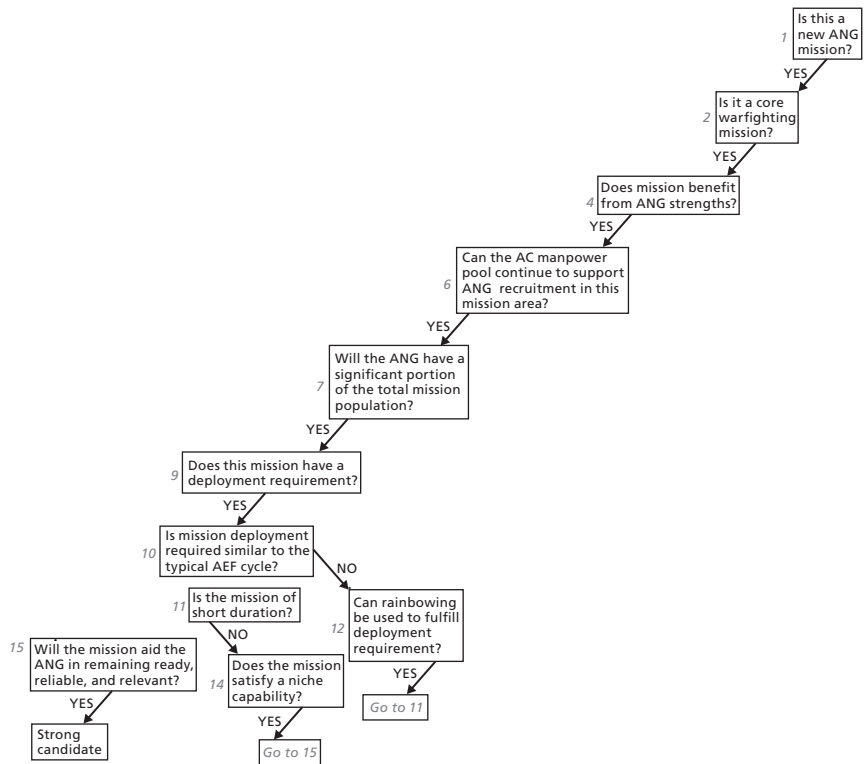 1
Is this a
new ANG
mission?
YES
2
Is it a core
warfighting
mission?
YES
4
Does mission benefit
from ANG strengths?
YES
6
Can the AC manpower
pool continue to support
ANG recruitment in this
mission area?
YES
7
Will the ANG have a
significant portion
of the total mission
population?
YES
9
Does this mission have a
deployment requirement?
YES
10
Is mission deployment
required similar to the
typical AEF cycle?
NO
12
Can rainbowing
be used to fulfill
deployment
requirement?
YES
Go to 11
11
Is the mission of
short duration?
NO
14
Does the mission
satisfy a niche
capability?
YES
Go to 15
15
Will the mission aid the
ANG in remaining ready,
reliable, and relevant?
YES
Strong
candidate